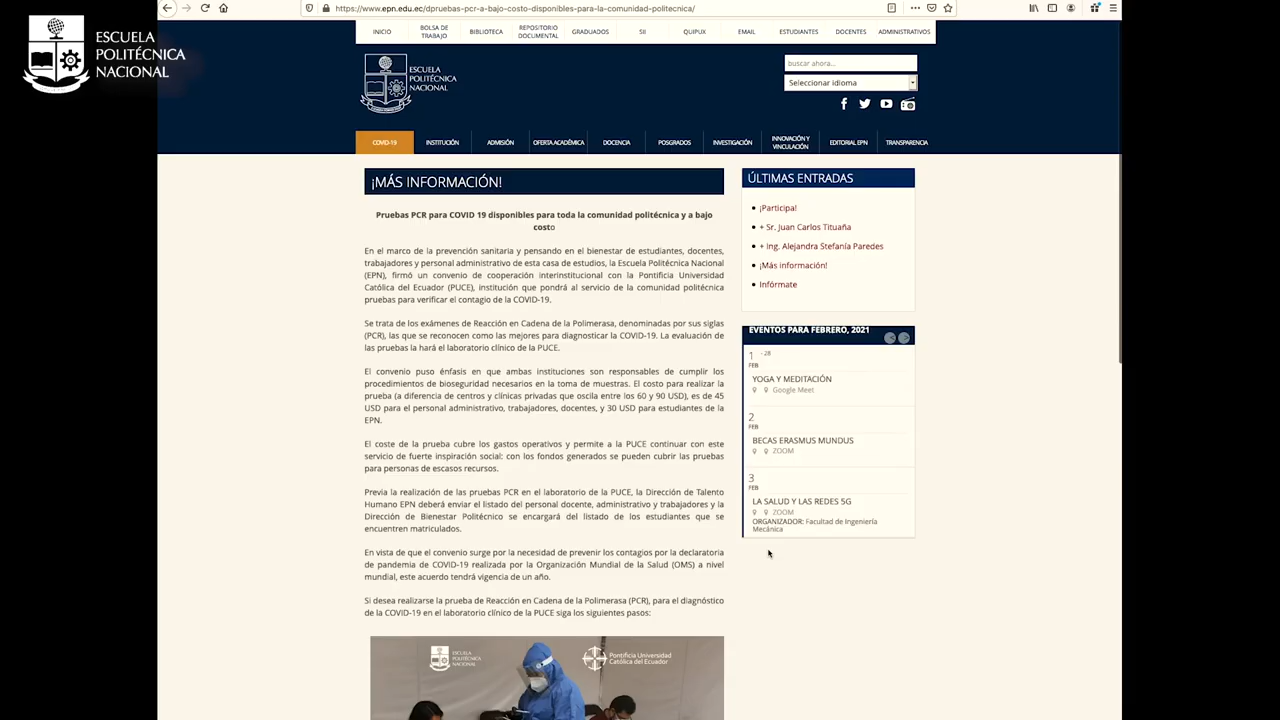 https://www.epn.edu.ec/dpruebas-pcr-a-bajo-costo-disponibles-para-la-comunidad-politecnica/
ESCUELA
POLITÉCNICA
NACIONAL
INICIO
BOLSA DE
TRABAJO
BIBLIOTECA
REPOSITORIO
DOCUMENTAL
GRADUADOS
SII
QUIPUX
EMAIL
ESTUDIANTES
DOCENTES
ADMINISTRATIVOS
ESCUELA
POLITÉCNICA
NACIONAL
buscar ahora...
Seleccionar idioma
COVID-19
INSTITUCIÓN
ADMISIÓN
OFERTA ACADÉMICA
DOCENCIA
POSGRADOS
INVESTIGACIÓN
INNOVACIÓN Y
VINCULACIÓN
EDITORIAL EPN
TRANSPARENCIA
¡MÁS INFORMACIÓN!
Pruebas PCR para COVID 19 disponibles para toda la comunidad politécnica y a bajo
costo
En el marco de la prevención sanitaria y pensando en el bienestar de estudiantes, docentes,
trabajadores y personal administrativo de esta casa de estudios, la Escuela Politécnica Nacional
(EPN), firmó un convenio de cooperación interinstitucional con la Pontificia Universidad
Católica del Ecuador (PUCE), institución que pondrá al servicio de la comunidad politécnica
pruebas para verificar el contagio de la COVID-19.
Se trata de los exámenes de Reacción en Cadena de la Polimerasa, denominadas por sus siglas
(PCR), las que se reconocen como las mejores para diagnosticar la COVID-19. La evaluación de
las pruebas la hará el laboratorio clínico de la PUCE.
El convenio puso énfasis en que ambas instituciones son responsables de cumplir los
procedimientos de bioseguridad necesarios en la toma de muestras. El costo para realizar la
prueba (a diferencia de centros y clínicas privadas que oscila entre los 60 y 90 USD), es de 45
USD para el personal administrativo, trabajadores, docentes, y 30 USD para estudiantes de la
EPN.
El coste de la prueba cubre los gastos operativos y permite a la PUCE continuar con este
servicio de fuerte inspiración social: con los fondos generados se pueden cubrir las pruebas
para personas de escasos recursos.
Previa la realización de las pruebas PCR en el laboratorio de la PUCE, la Dirección de Talento
Humano EPN deberá enviar el listado del personal docente, administrativo y trabajadores y la
Dirección de Bienestar Politécnico se encargará del listado de los estudiantes que se
encuentren matriculados.
En vista de que el convenio surge por la necesidad de prevenir los contagios por la declaratoria
de pandemia de COVID-19 realizada por la Organización Mundial de la Salud (OMS) a nivel
mundial, este acuerdo tendrá vigencia de un año.
Si desea realizarse la prueba de Reacción en Cadena de la Polimerasa (PCR), para el diagnóstico
de la COVID-19 en el laboratorio clínico de la PUCE siga los siguientes pasos:
ESCUELA
POLITÉCNICA
NACIONAL
Pontificia Universidad
Católica del Ecuador
ÚLTIMAS ENTRADAS
¡Participa!
+ Sr. Juan Carlos Tituaña
+ Ing. Alejandra Stefanía Paredes
¡Más información!
Infórmate
EVENTOS PARA FEBRERO, 2021
1 - 28
FEB
YOGA Y MEDITACIÓN
Google Meet
2
FEB
BECAS ERASMUS MUNDUS
ZOOM
3
FEB
LA SALUD Y LAS REDES 5G
ZOOM
ORGANIZADOR: Facultad de Ingeniería
Mecánica